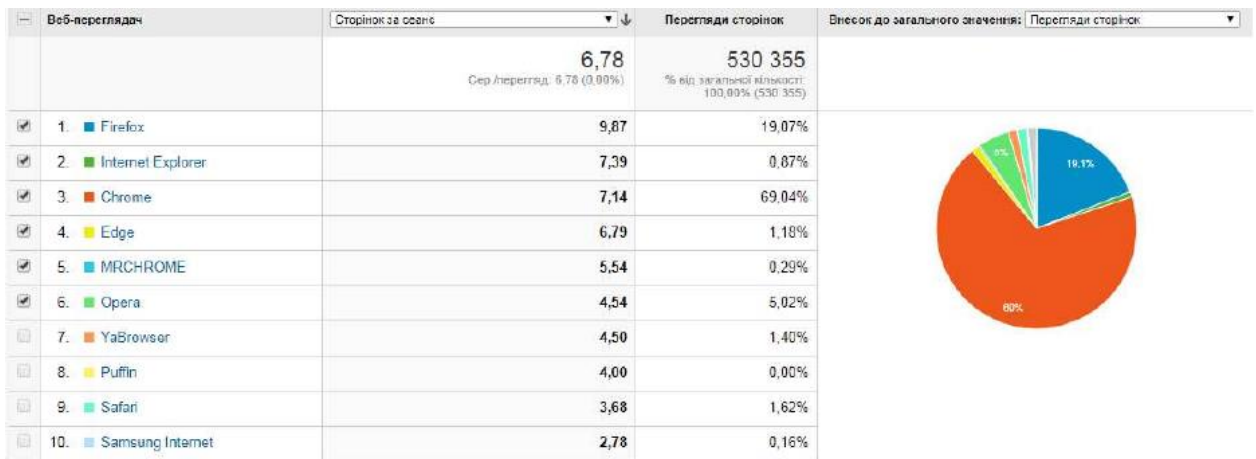 Веб-переглядач Сторінок за сеанс Перегляди сторінок Внесок до загального значення: Перегляди сторінок
6,78 530 355
Сер./перегляд: 6,78 (0,00%) % від загальної кількості:
100,00% (530 355)
1. Firefox 9,87 19,07%
2. Internet Explorer 7,39 0,87%
3. Chrome 7,14 69,04%
4. Edge 6,79 1,18%
5. MRCHROME 5,54 0,29%
6. Opera 4,54 5,02%
7. YaBrowser 4,50 1,40%
8. Puffin 4,00 0,00%
9. Safari 3,68 1,62%
10. Samsung Internet 2,78 0,16%
19,1%